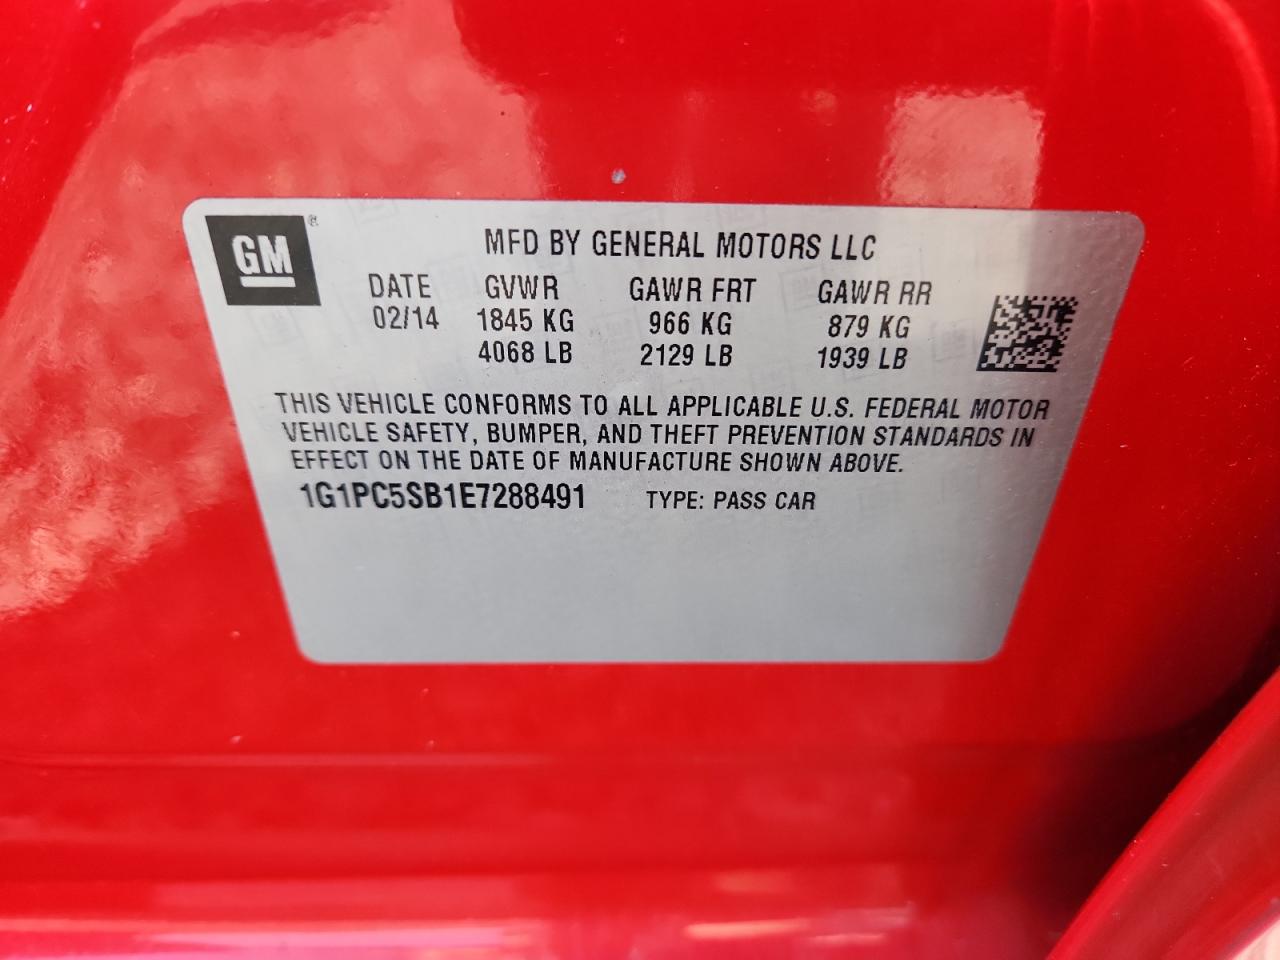 GM ®
MFD BY GENERAL MOTORS LLC
DATE GVWR GAWR FRT GAWR RR
02/14 1845 KG 966 KG 879 KG
4068 LB 2129 LB 1939 LB
THIS VEHICLE CONFORMS TO ALL APPLICABLE U.S. FEDERAL MOTOR
VEHICLE SAFETY, BUMPER, AND THEFT PREVENTION STANDARDS IN
EFFECT ON THE DATE OF MANUFACTURE SHOWN ABOVE.
1G1PC5SB1E7288491 TYPE: PASS CAR